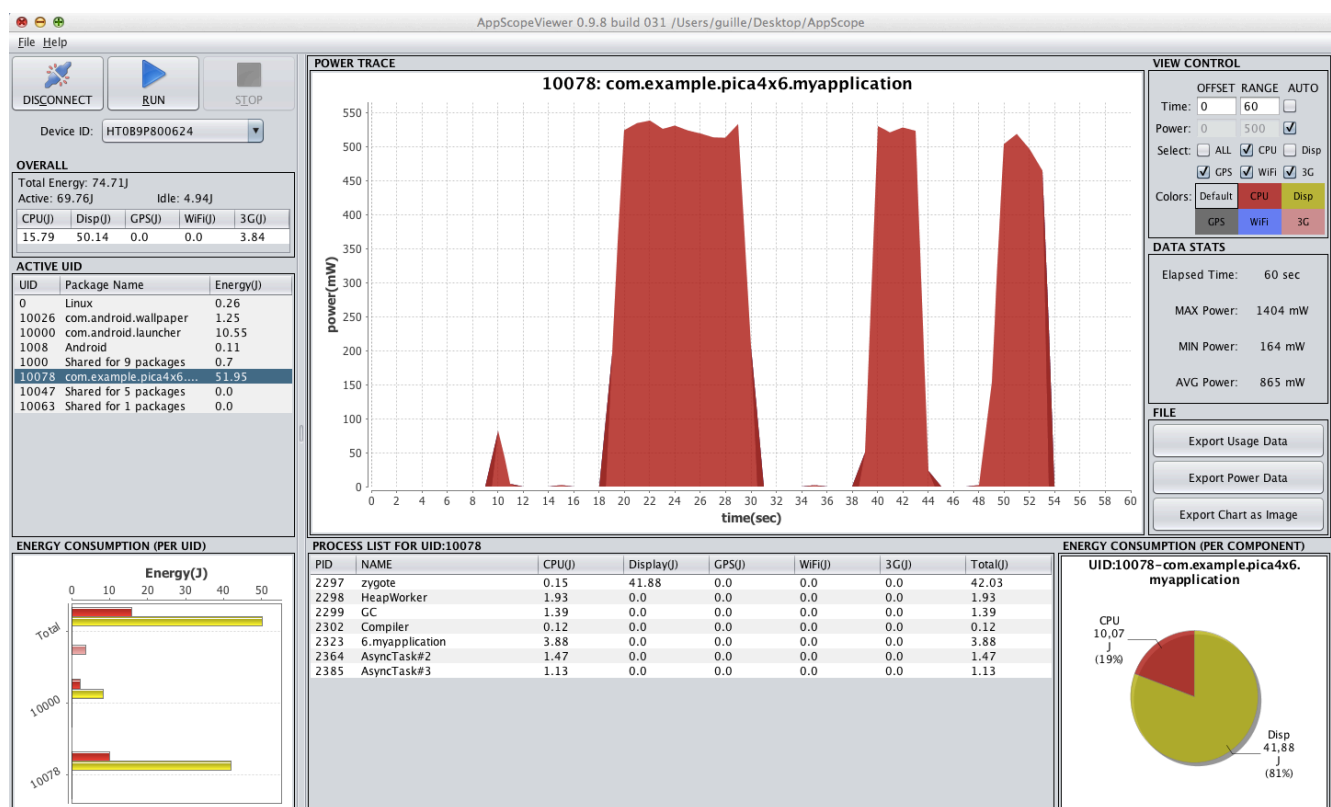 AppScopeViewer 0.9.8 build 031 /Users/guille/Desktop/AppScope
File Help
DISCONNECT RUN STOP
Device ID: HT0B9P800624
OVERALL
Total Energy: 74.71J
Active: 69.76J Idle: 4.94J
CPU(J) Disp(J) GPS(J) WiFi(J) 3G(J)
15.79 50.14 0.0 0.0 3.84
ACTIVE UID
UID Package Name Energy(J)
0 Linux 0.26
10026 com.android.wallpaper 1.25
10000 com.android.launcher 10.55
1008 Android 0.11
1000 Shared for 9 packages 0.7
10078 com.example.pica4x6.... 51.95
10047 Shared for 5 packages 0.0
10063 Shared for 1 packages 0.0
POWER TRACE
10078: com.example.pica4x6.myapplication
550
500
450
400
350
300
250
200
150
100
50
0
power(mW)
0 2 4 6 8 10 12 14 16 18 20 22 24 26 28 30 32 34 36 38 40 42 44 46 48 50 52 54 56 58 60
time(sec)
VIEW CONTROL
OFFSET RANGE AUTO
Time: 0 60
Power: 0 500
Select: ALL CPU Disp
GPS WiFi 3G
Colors: Default CPU Disp
GPS WiFi 3G
DATA STATS
Elapsed Time: 60 sec
MAX Power: 1404 mW
MIN Power: 164 mW
AVG Power: 865 mW
FILE
Export Usage Data
Export Power Data
Export Chart as Image
ENERGY CONSUMPTION (PER UID)
Energy(J)
0 10 20 30 40 50
Total
10000
10078
PROCESS LIST FOR UID:10078
PID NAME CPU(J) Display(J) GPS(J) WiFi(J) 3G(J) Total(J)
2297 zygote 0.15 41.88 0.0 0.0 0.0 42.03
2298 HeapWorker 1.93 0.0 0.0 0.0 0.0 1.93
2299 GC 1.39 0.0 0.0 0.0 0.0 1.39
2302 Compiler 0.12 0.0 0.0 0.0 0.0 0.12
2323 6.myapplication 3.88 0.0 0.0 0.0 0.0 3.88
2364 AsyncTask#2 1.47 0.0 0.0 0.0 0.0 1.47
2385 AsyncTask#3 1.13 0.0 0.0 0.0 0.0 1.13
ENERGY CONSUMPTION (PER COMPONENT)
UID:10078-com.example.pica4x6.
myapplication
CPU
10,07
J
(19%)
Disp
41,88
J
(81%)